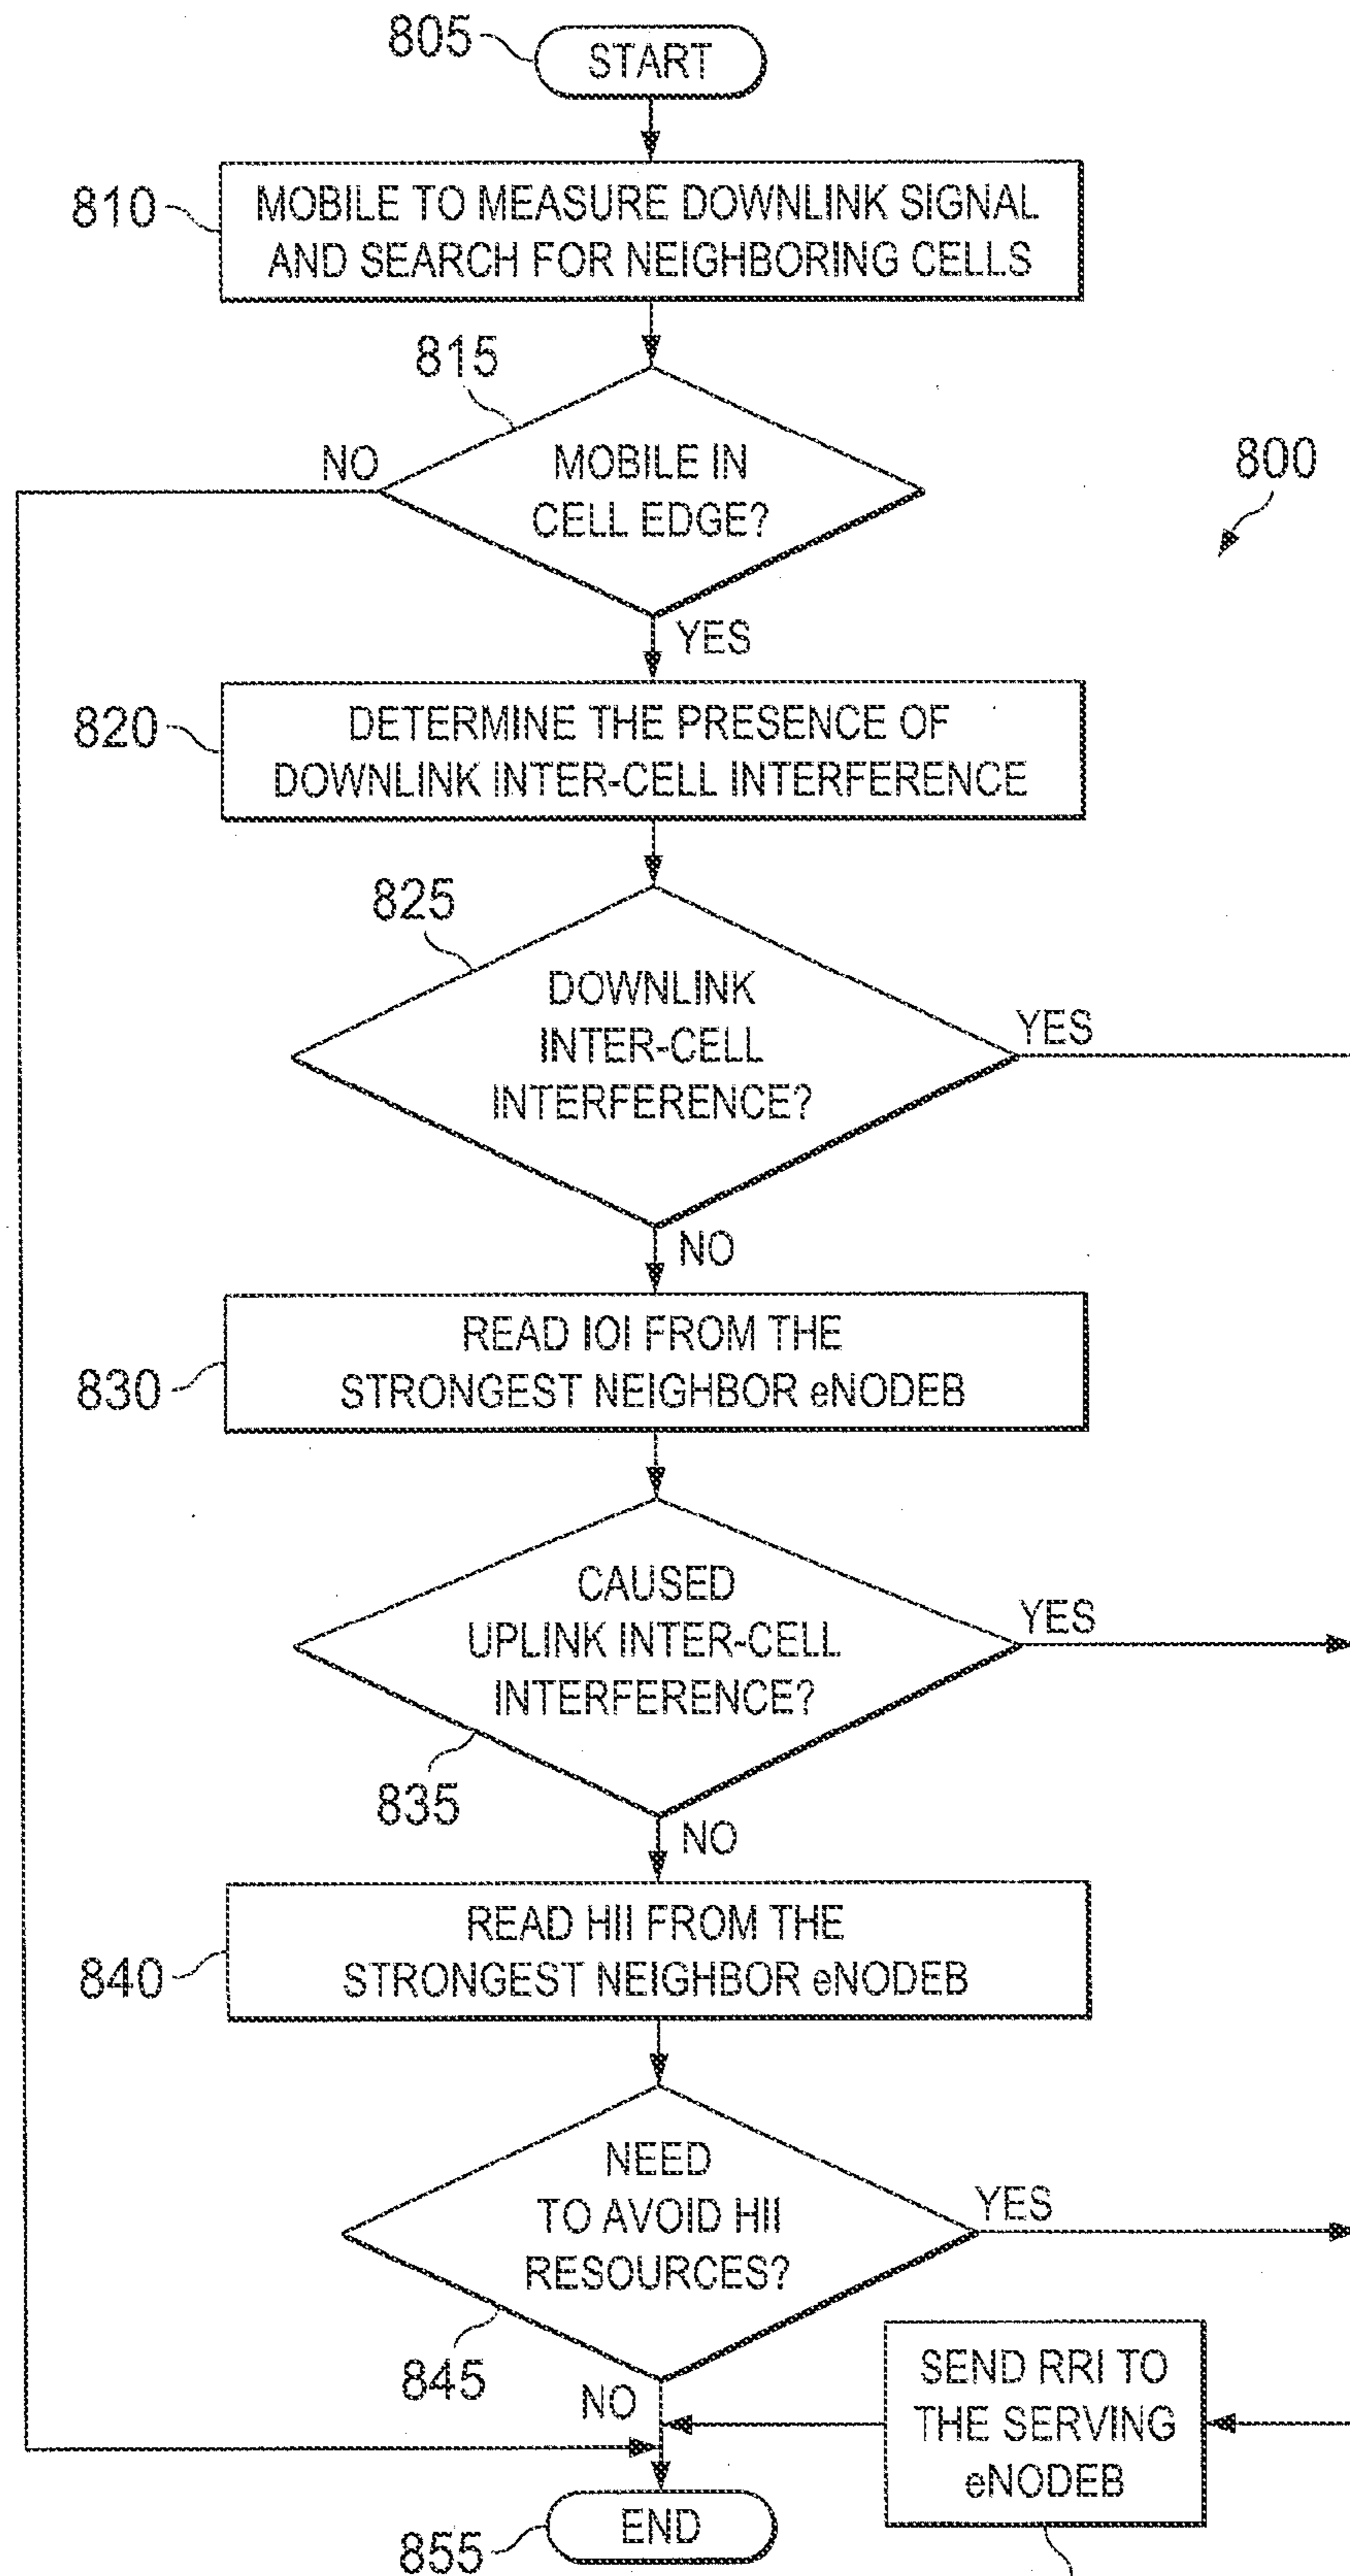 805
START
810
MOBILE TO MEASURE DOWNLINK SIGNAL
AND SEARCH FOR NEIGHBORING CELLS
815
NO
MOBILE IN
CELL EDGE?
800
YES
820
DETERMINE THE PRESENCE OF
DOWNLINK INTER-CELL INTERFERENCE
825
DOWNLINK
INTER-CELL
INTERFERENCE?
YES
NO
830
READ IOI FROM THE
STRONGEST NEIGHBOR eNODEB
CAUSED
UPLINK INTER-CELL
INTERFERENCE?
YES
835
NO
840
READ HII FROM THE
STRONGEST NEIGHBOR eNODEB
NEED
TO AVOID HII
RESOURCES?
YES
845
NO
SEND RRI TO
THE SERVING
eNODEB
855
END